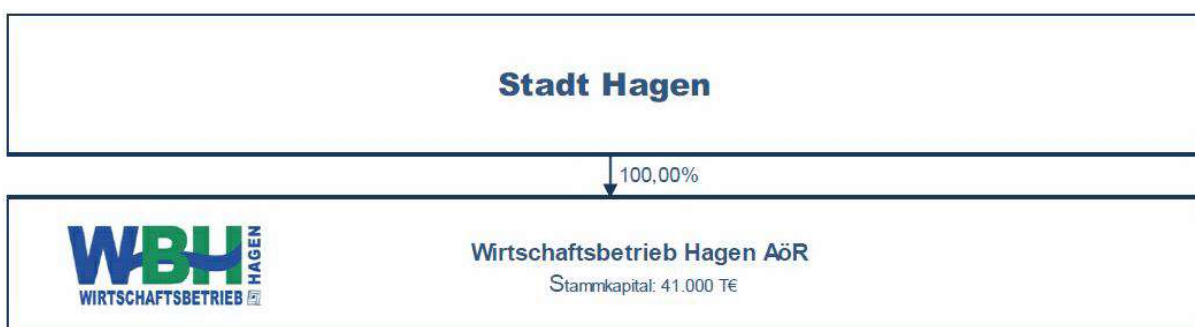 Stadt Hagen
100,00%
WBH HAGEN
WIRTSCHAFTSBETRIEB
Wirtschaftsbetrieb Hagen AöR
Stammkapital: 41.000 T€